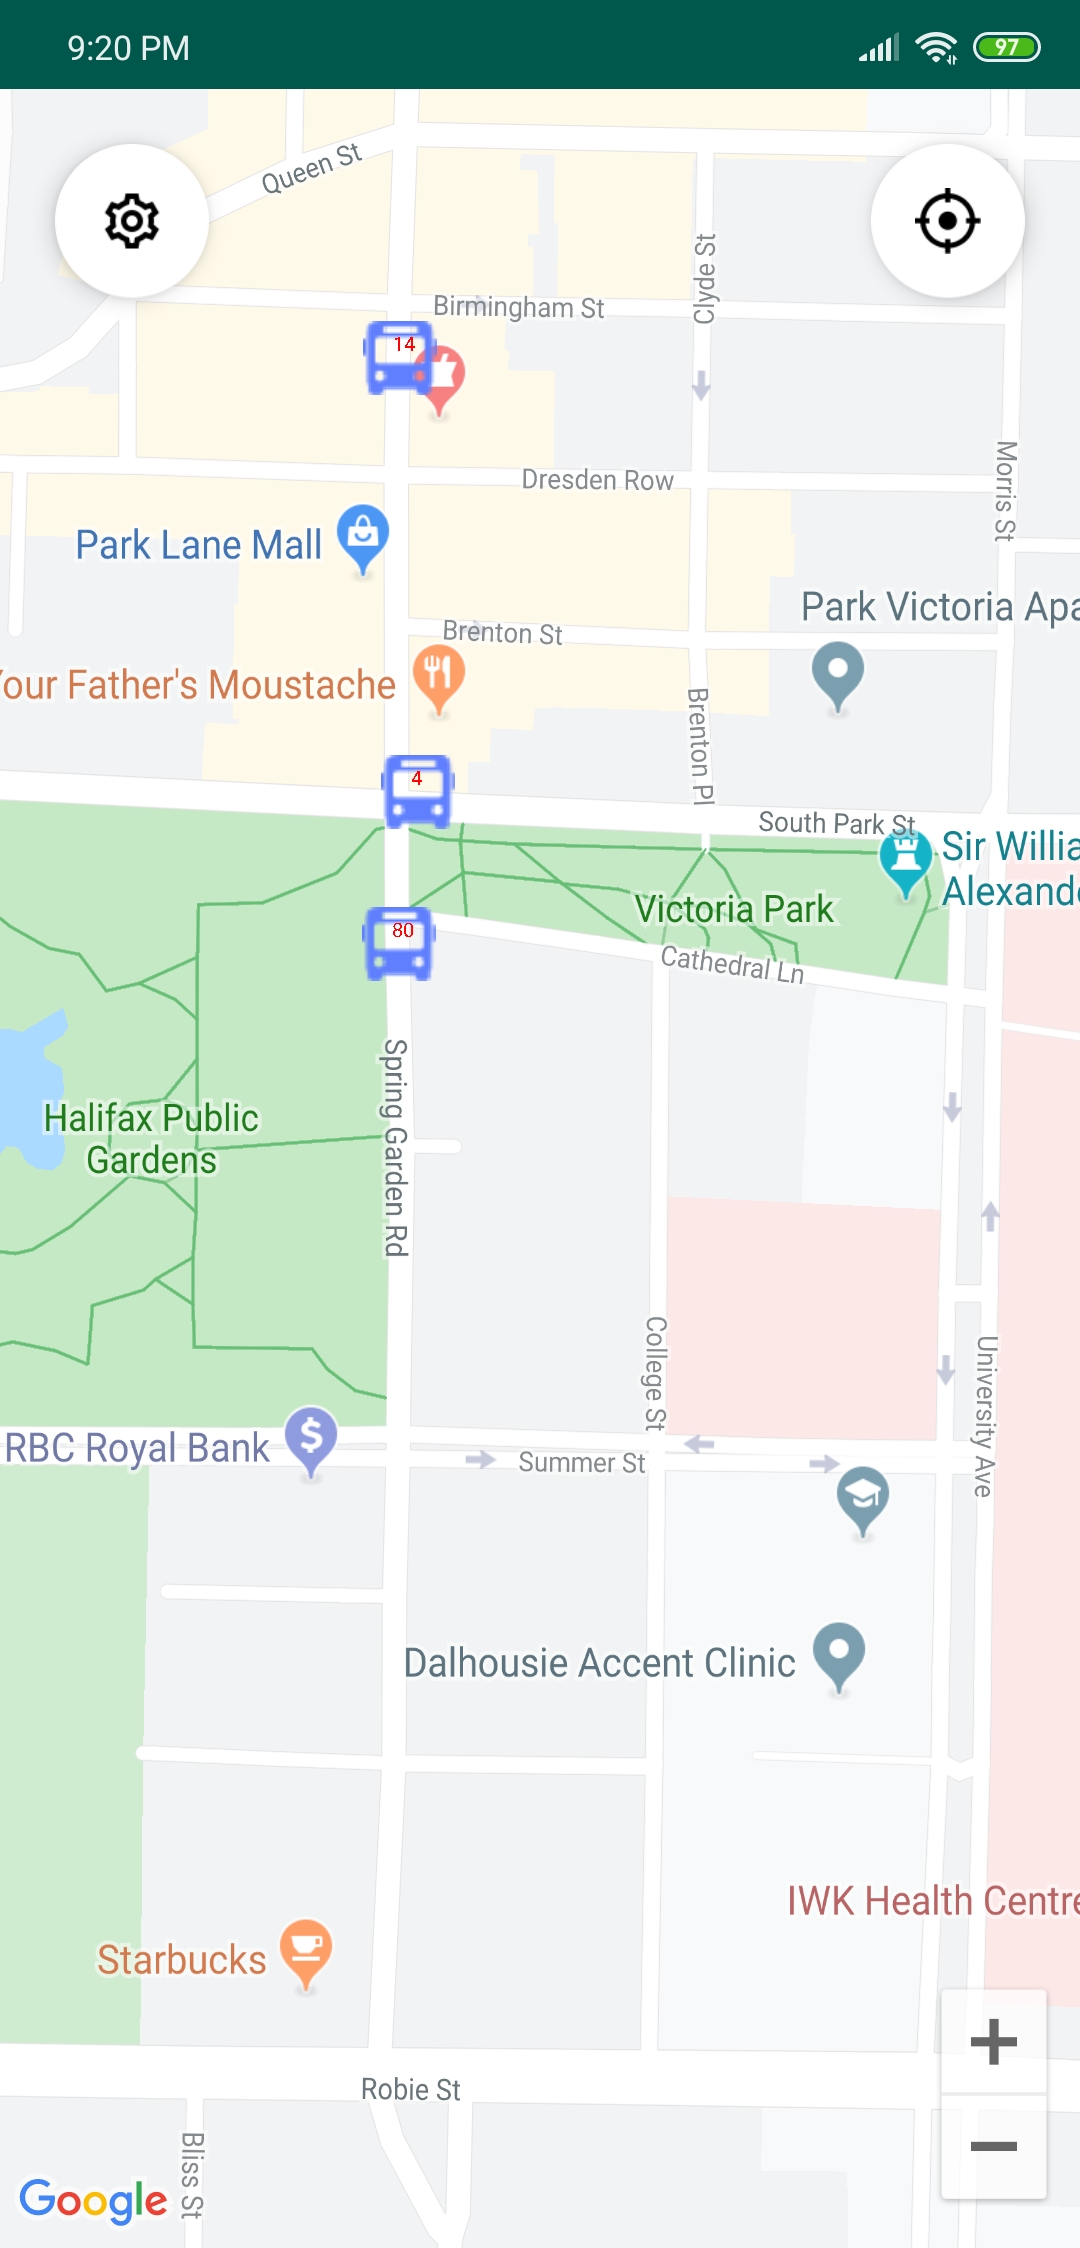 9:20 PM
97
Queen St
Clyde St
Birmingham St
14
Morris St
Dresden Row
Park Lane Mall
Park Victoria Apa
Brenton St
Your Father's Moustache
Brenton Pl
4
South Park St
Sir Willia
Alexand
Victoria Park
80
Cathedral Ln
Spring Garden Rd
Halifax Public
Gardens
College St
University Ave
RBC Royal Bank
$
Summer St
Dalhousie Accent Clinic
IWK Health Centre
Starbucks
Robie St
Bliss St
Google